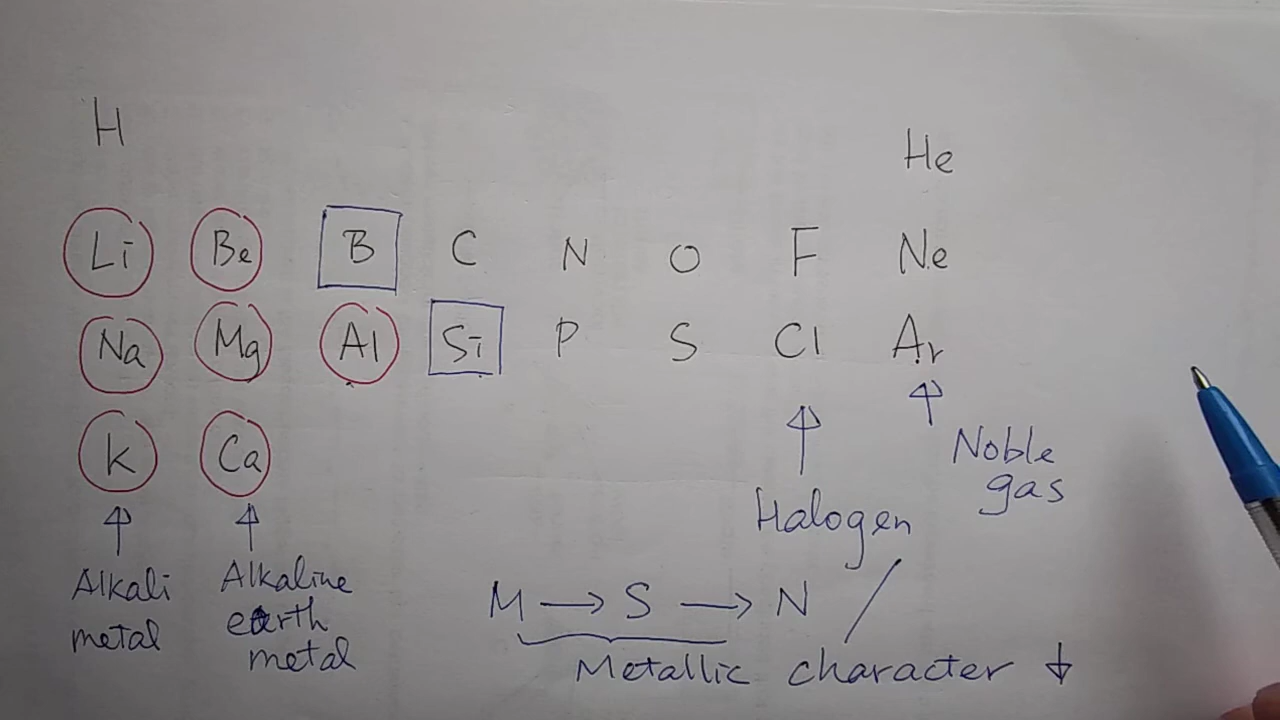 H He
Li Be B C N O F Ne
Na Mg Al Si P S Cl Ar
K Ca
↑ ↑ ↑ ↑
Noble
gas
Halogen
Alkali
metal
Alkaline
earth
metal
M → S → N /
Metallic character ↓